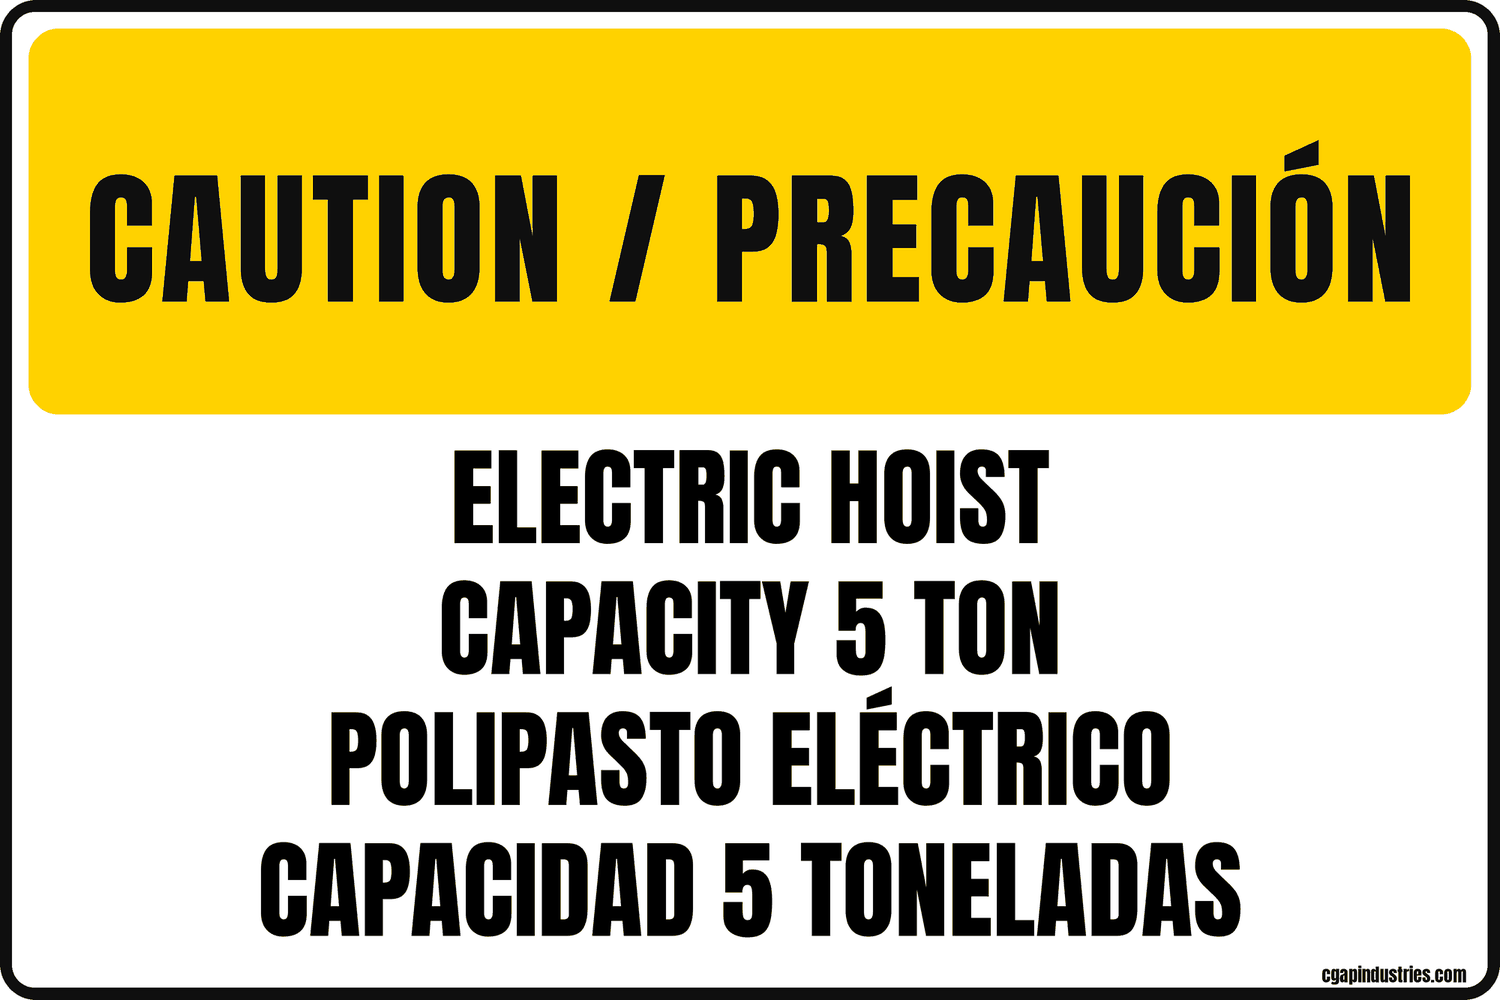 CAUTION / PRECAUCIÓN
ELECTRIC HOIST
CAPACITY 5 TON
POLIPASTO ELÉCTRICO
CAPACIDAD 5 TONELADAS
cgapindustries.com